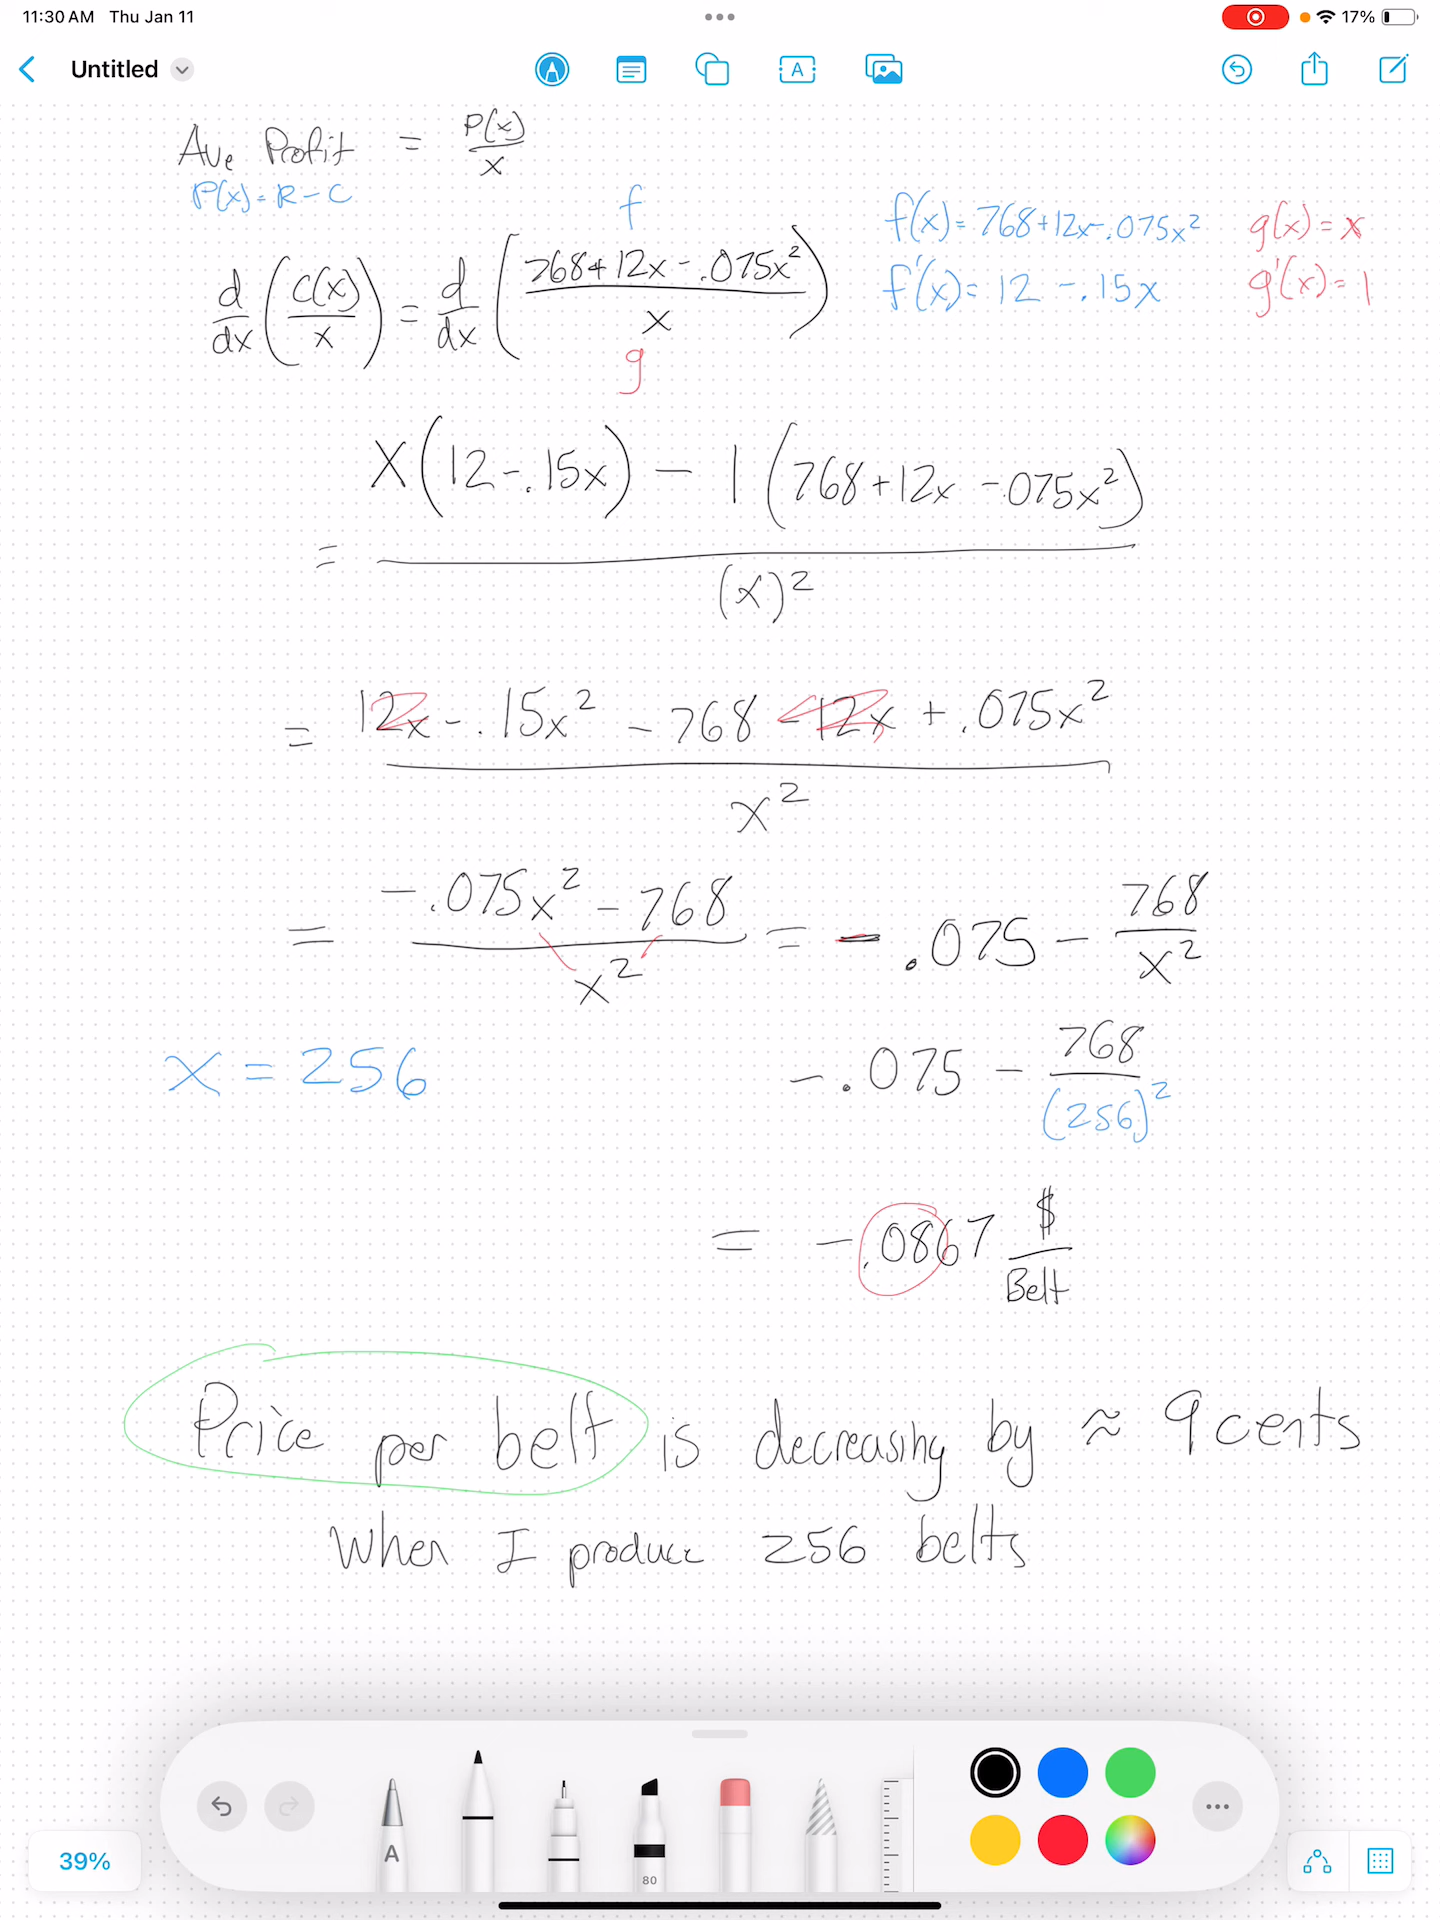 11:30 AM Thu Jan 11
17%
Untitled
A
Ave Profit = P(x)/x
P(x) = R - C
f
f(x) = 768+12x-.075x² g(x) = x
d/dx (C(x)/x) = d/dx ((768+12x-.075x²)/x)
f'(x) = 12 - .15x g'(x) = 1
g
= (x(12-.15x) - 1(768+12x-.075x²))/(x)²
= (12x - .15x² - 768 - 12x + .075x²)/x²
= (-.075x² - 768)/x² = -.075 - 768/x²
x = 256 -.075 - 768/(256)²
= -.0867 $/Belt
Price per belt is decreasing by ≈ 9 cents
when I produce 256 belts
A
80
39%